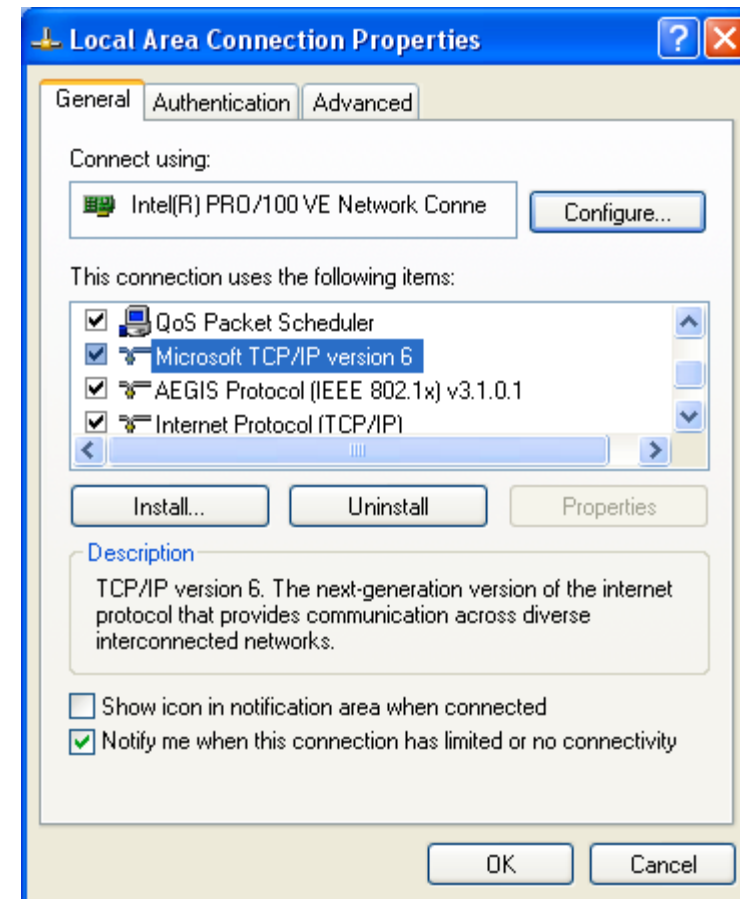 Local Area Connection Properties
General Authentication Advanced
Connect using:
Intel(R) PRO/100 VE Network Conne
Configure...
This connection uses the following items:
QoS Packet Scheduler
Microsoft TCP/IP version 6
AEGIS Protocol (IEEE 802.1x) v3.1.0.1
Internet Protocol (TCP/IP)
Install... Uninstall Properties
Description
TCP/IP version 6. The next-generation version of the internet
protocol that provides communication across diverse
interconnected networks.
Show icon in notification area when connected
Notify me when this connection has limited or no connectivity
OK Cancel